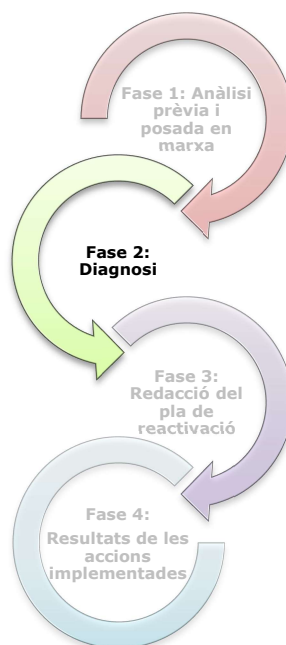 Fase 1: Anàlisi
prèvia i
posada en
marxa
Fase 2:
Diagnosi
Fase 3:
Redacció del
pla de
reactivació
Fase 4:
Resultats de les
accions
implementades